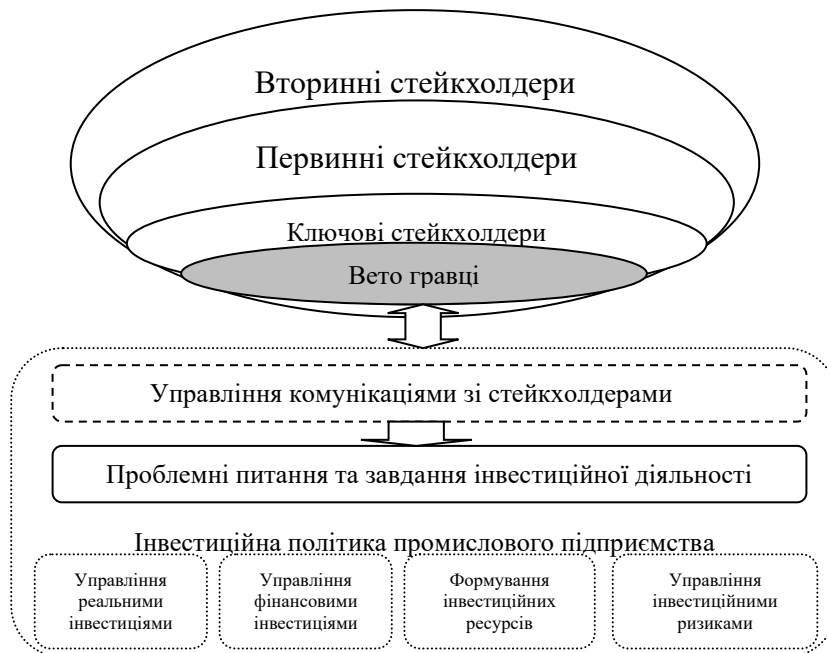 Вторинні стейкхолдери
Первинні стейкхолдери
Ключові стейкхолдери
Вето гравці
Управління комунікаціями зі стейкхолдерами
Проблемні питання та завдання інвестиційної діяльності
Інвестиційна політика промислового підприємства
Управління
реальними
інвестиціями
Управління
фінансовими
інвестиціями
Формування
інвестиційних
ресурсів
Управління
інвестиційними
ризиками